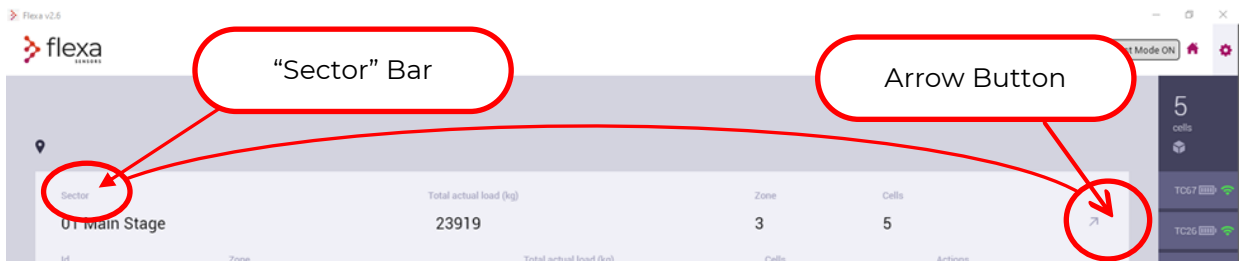 Flexa v2.6
flexa
SENSORS
"Sector" Bar
Arrow Button
st Mode ON
5
cells
Sector
Total actual load (kg)
Zone
Cells
01 Main Stage
23919
3
5
TC67
TC26
Id
Zone
Total actual load (kg)
Cells
Actions